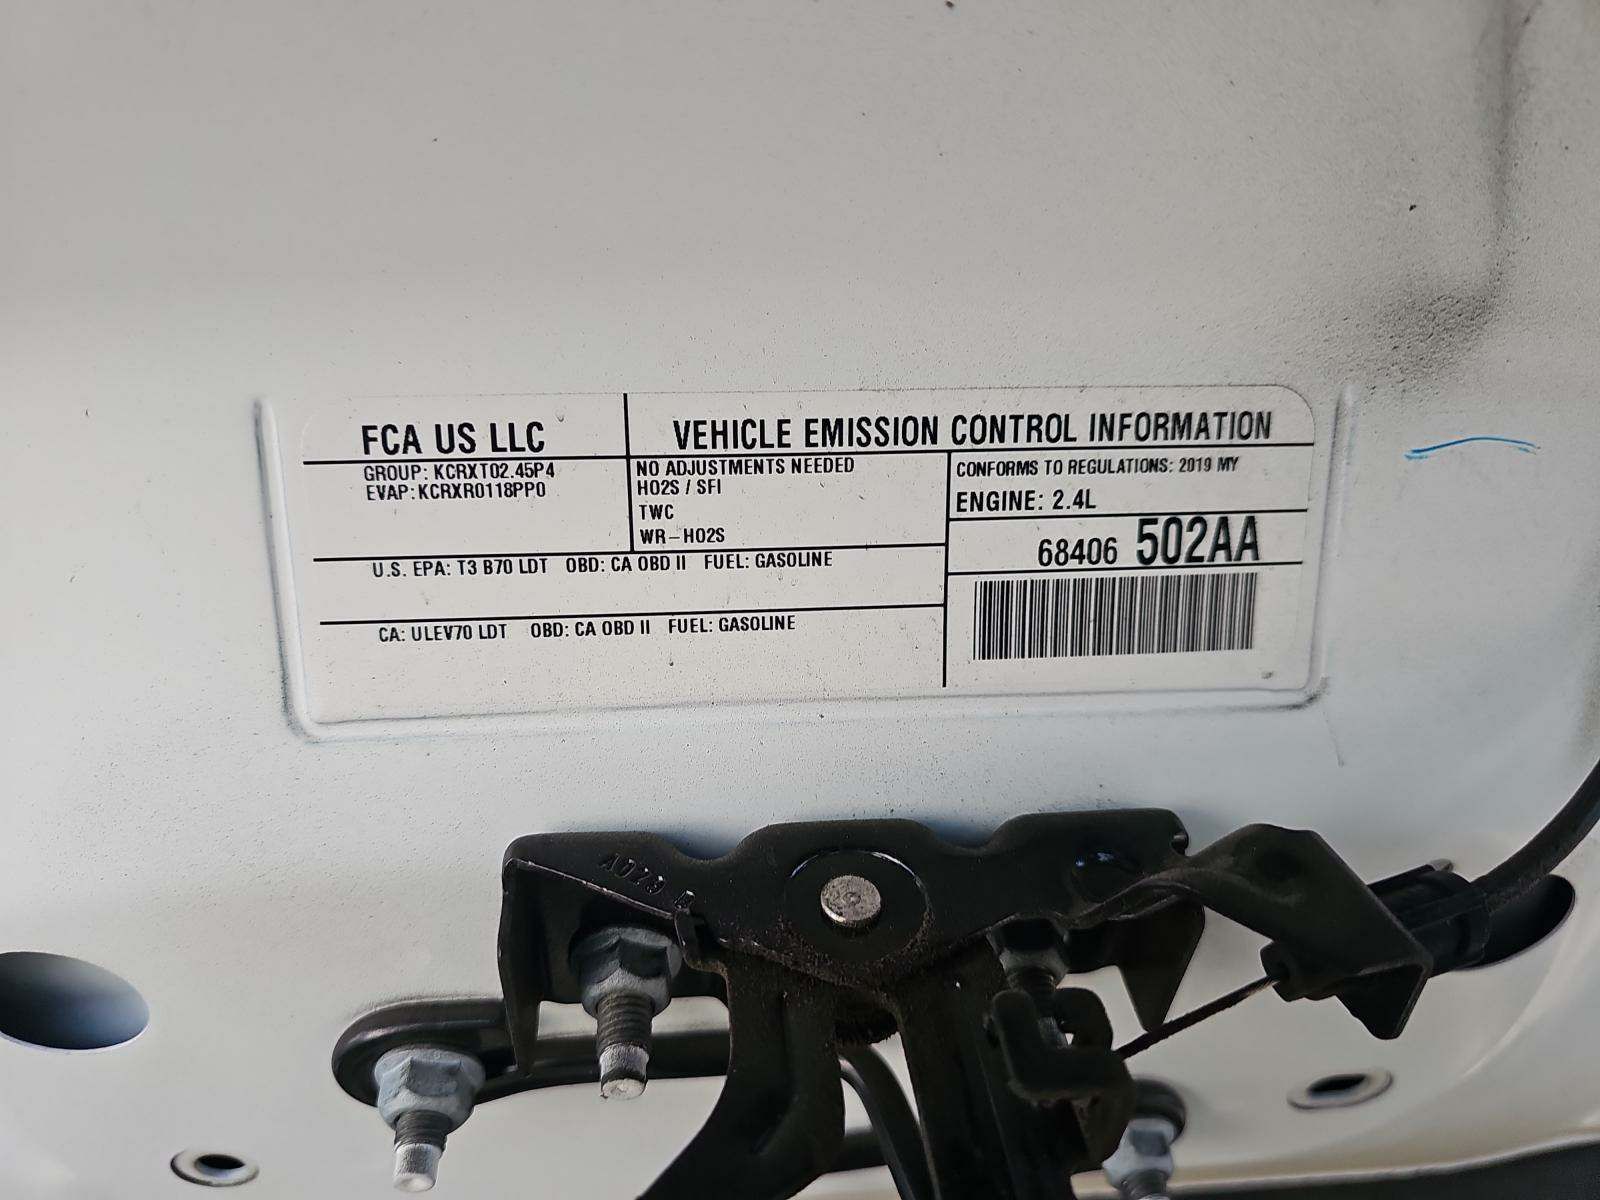 FCA US LLC
VEHICLE EMISSION CONTROL INFORMATION
GROUP: KCRXT02.45P4
EVAP: KCRXR0118PP0
NO ADJUSTMENTS NEEDED
HO2S / SFI
TWC
WR-HO2S
CONFORMS TO REGULATIONS: 2019 MY
ENGINE: 2.4L
68406 502AA
U.S. EPA: T3 B70 LDT OBD: CA OBD II FUEL: GASOLINE
CA: ULEV70 LDT OBD: CA OBD II FUEL: GASOLINE